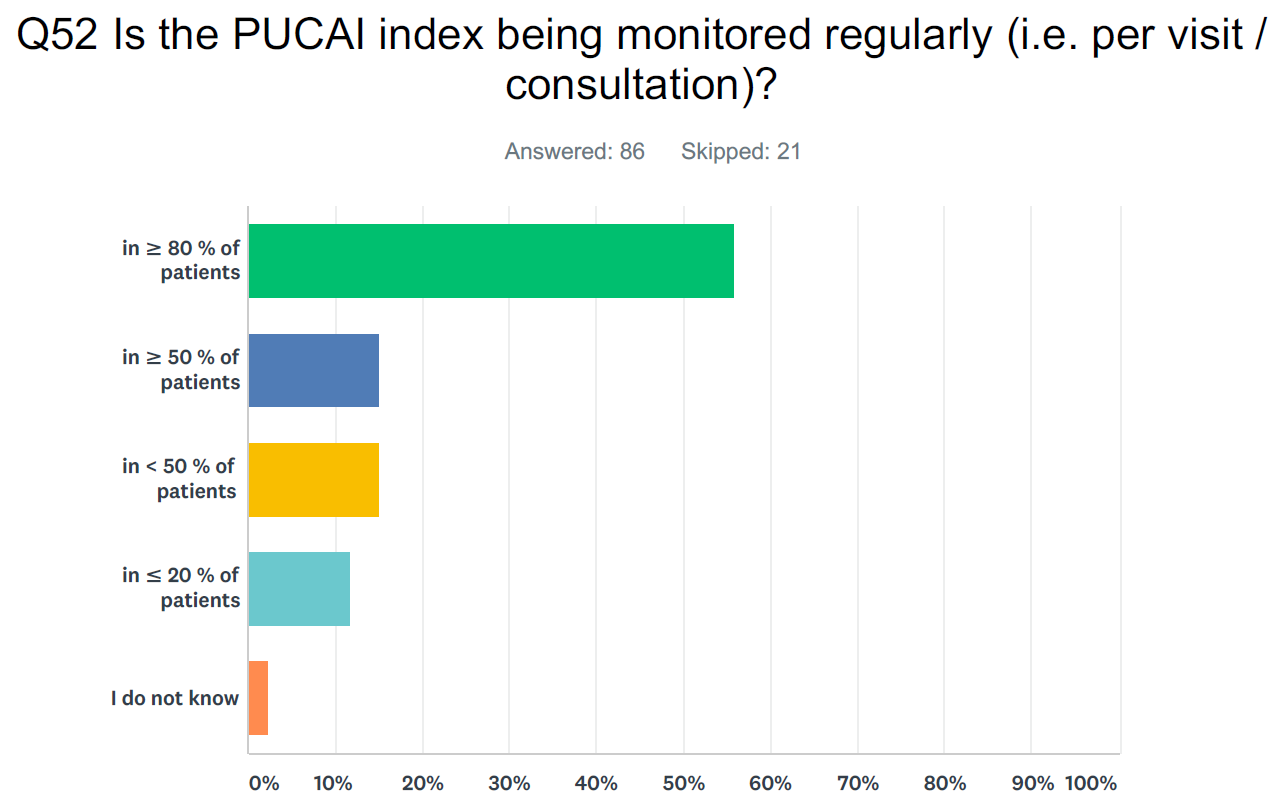 Q52 Is the PUCAI index being monitored regularly (i.e. per visit /
consultation)?
Answered: 86 Skipped: 21
in ≥ 80 % of
patients
in ≥ 50 % of
patients
in < 50 % of
patients
in ≤ 20 % of
patients
I do not know
0% 10% 20% 30% 40% 50% 60% 70% 80% 90% 100%